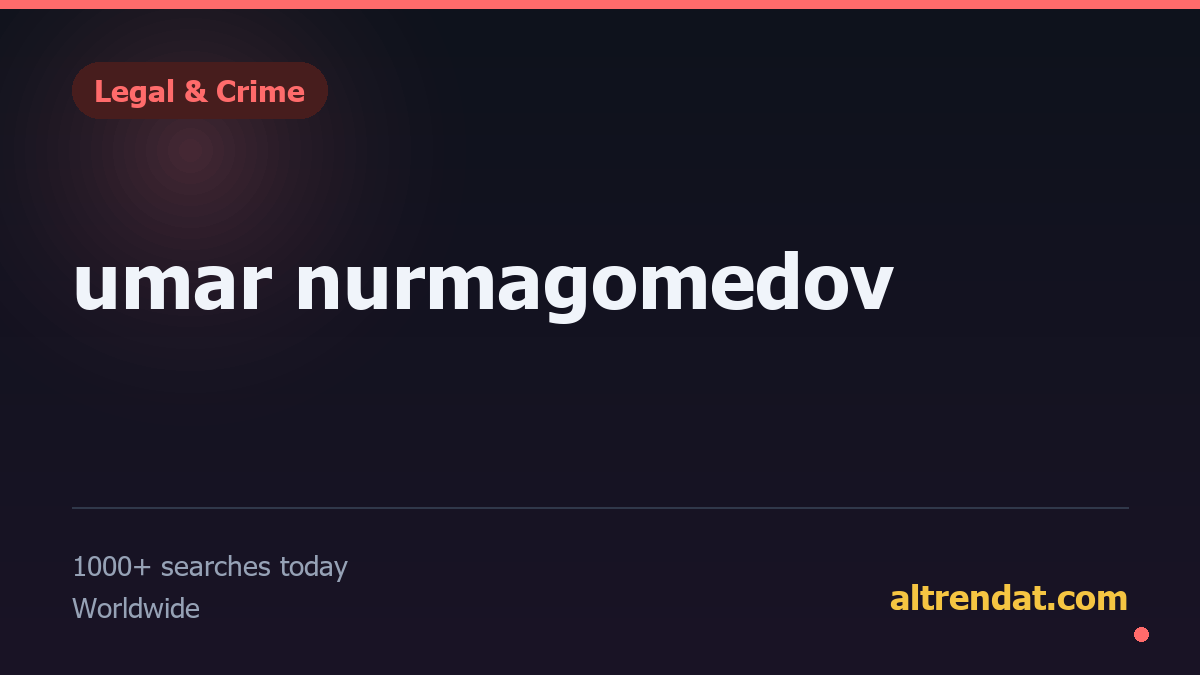 Legal & Crime
umar nurmagomedov
1000+ searches today
Worldwide
altrendat.com